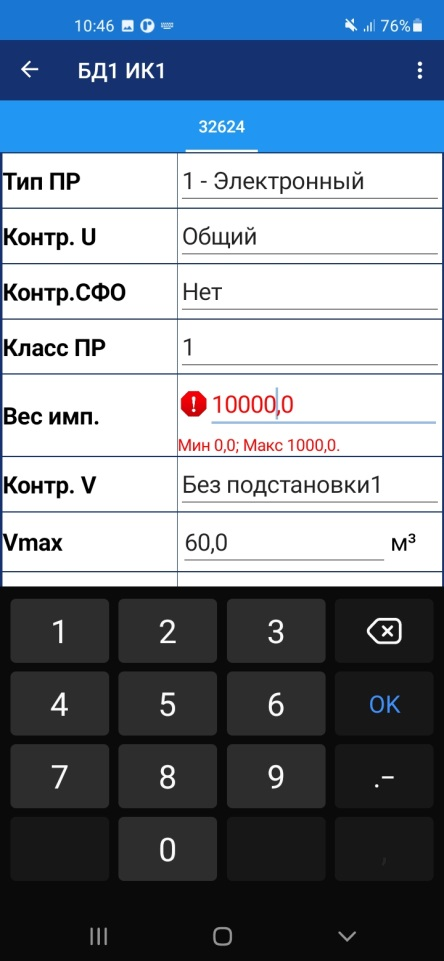 10:46 76%
БД1 ИК1
32624
Тип ПР 1 - Электронный
Контр. U Общий
Контр.СФО Нет
Класс ПР 1
Вес имп. 10000,0
Мин 0,0; Макс 1000,0.
Контр. V Без подстановки1
Vmax 60,0 м³
1 2 3
4 5 6 OK
7 8 9 .-
0 ,